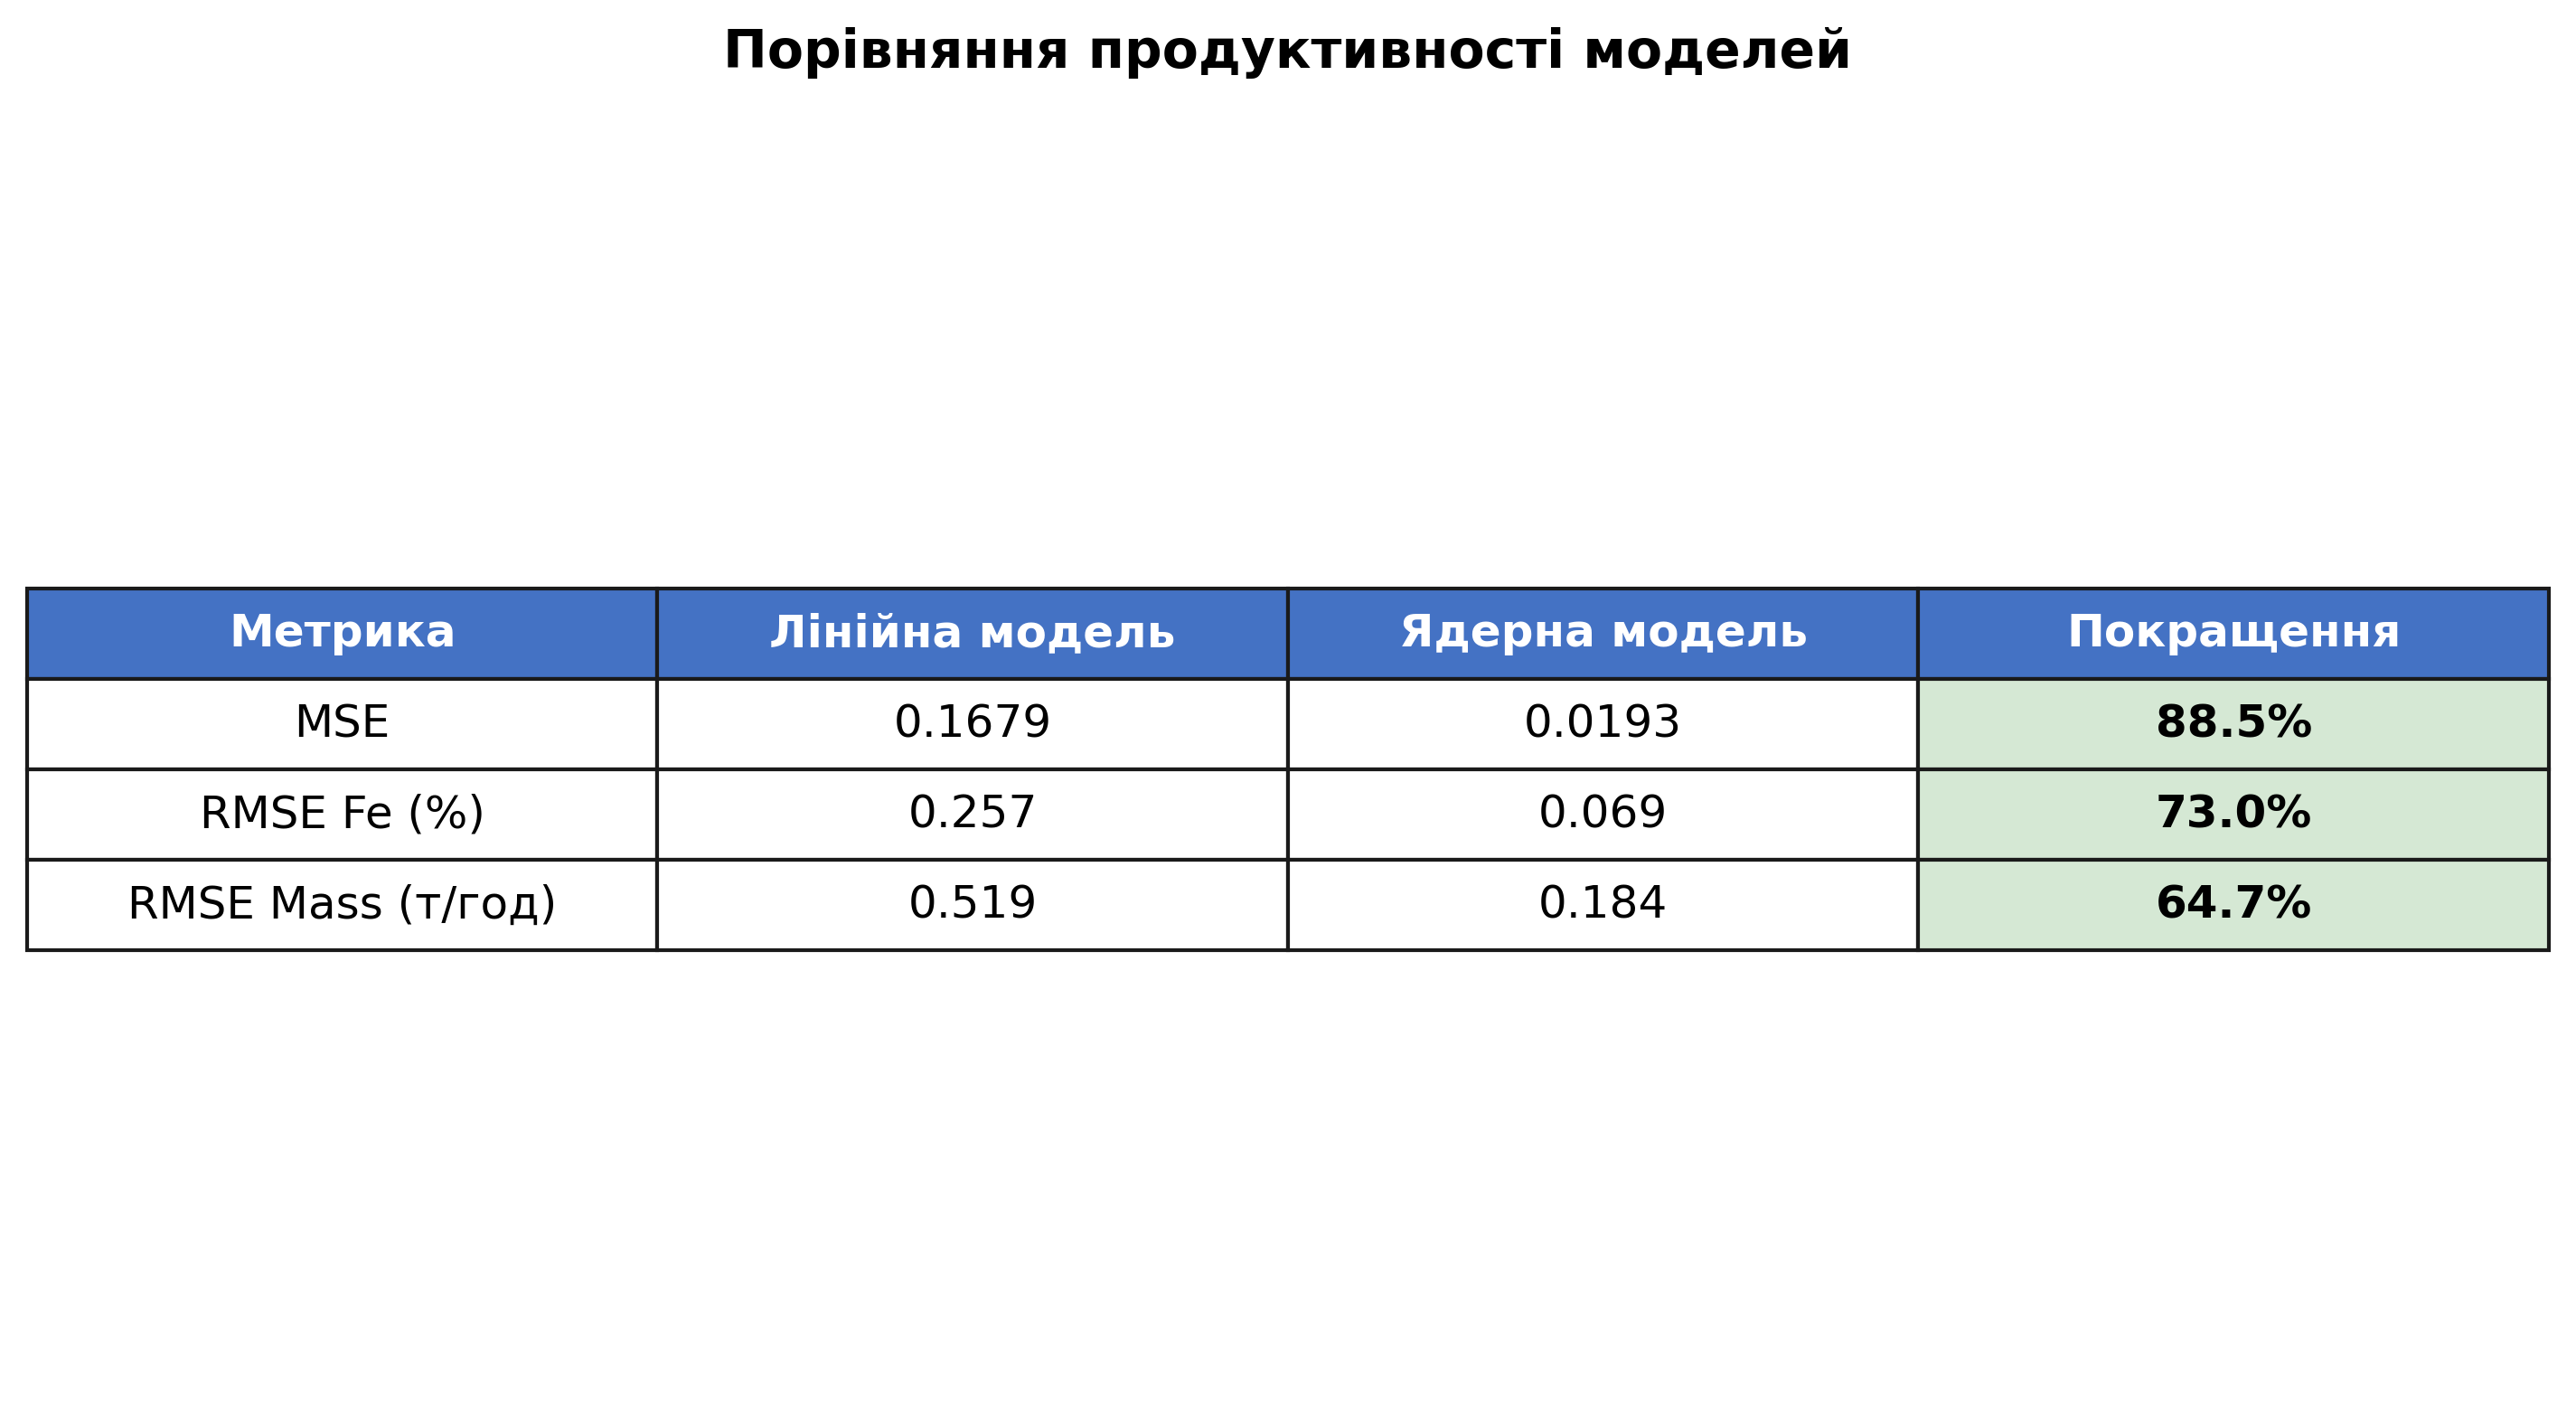 Порівняння продуктивності моделей
Метрика Лінійна модель Ядерна модель Покращення
MSE 0.1679 0.0193 88.5%
RMSE Fe (%) 0.257 0.069 73.0%
RMSE Mass (т/год) 0.519 0.184 64.7%